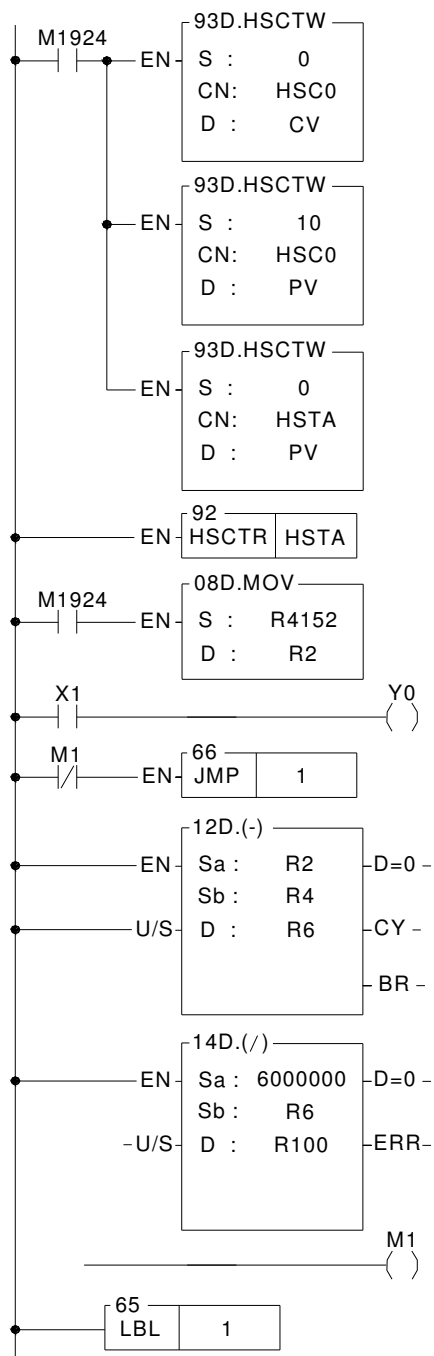 93D.HSCTW
M1924
EN S : 0
CN: HSC0
D : CV
93D.HSCTW
EN S : 10
CN: HSC0
D : PV
93D.HSCTW
EN S : 0
CN: HSTA
D : PV
92
EN HSCTR HSTA
08D.MOV
M1924
EN S : R4152
D : R2
X1 Y0
( )
M1
66
EN JMP 1
12D.(-)
EN Sa : R2 D=0
Sb : R4
U/S D : R6 CY
BR
14D.(/)
EN Sa : 6000000 D=0
Sb : R6
U/S D : R100 ERR
M1
( )
65
LBL 1